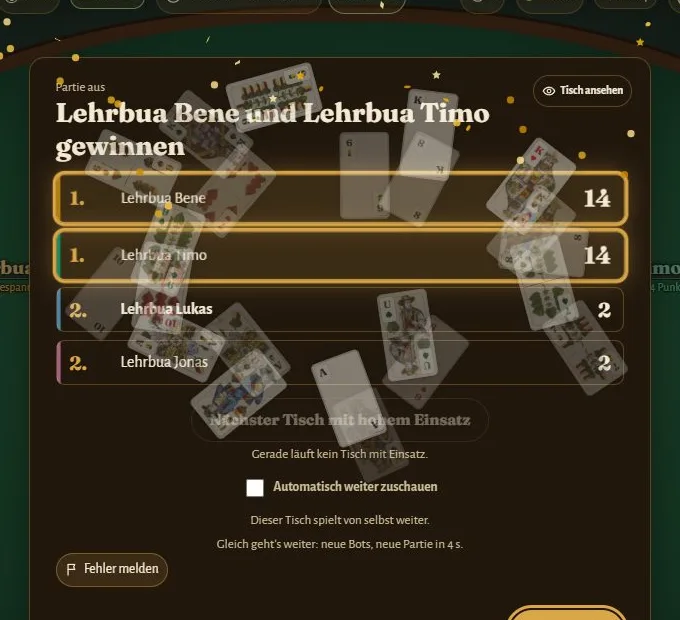 Partie aus
Tisch ansehen
Lehrbua Bene und Lehrbua Timo
gewinnen
1. Lehrbua Bene 14
1. Lehrbua Timo 14
2. Lehrbua Lukas 2
2. Lehrbua Jonas 2
Nächster Tisch mit hohem Einsatz
Gerade läuft kein Tisch mit Einsatz.
Automatisch weiter zuschauen
Dieser Tisch spielt von selbst weiter.
Gleich geht's weiter: neue Bots, neue Partie in 4 s.
Fehler melden